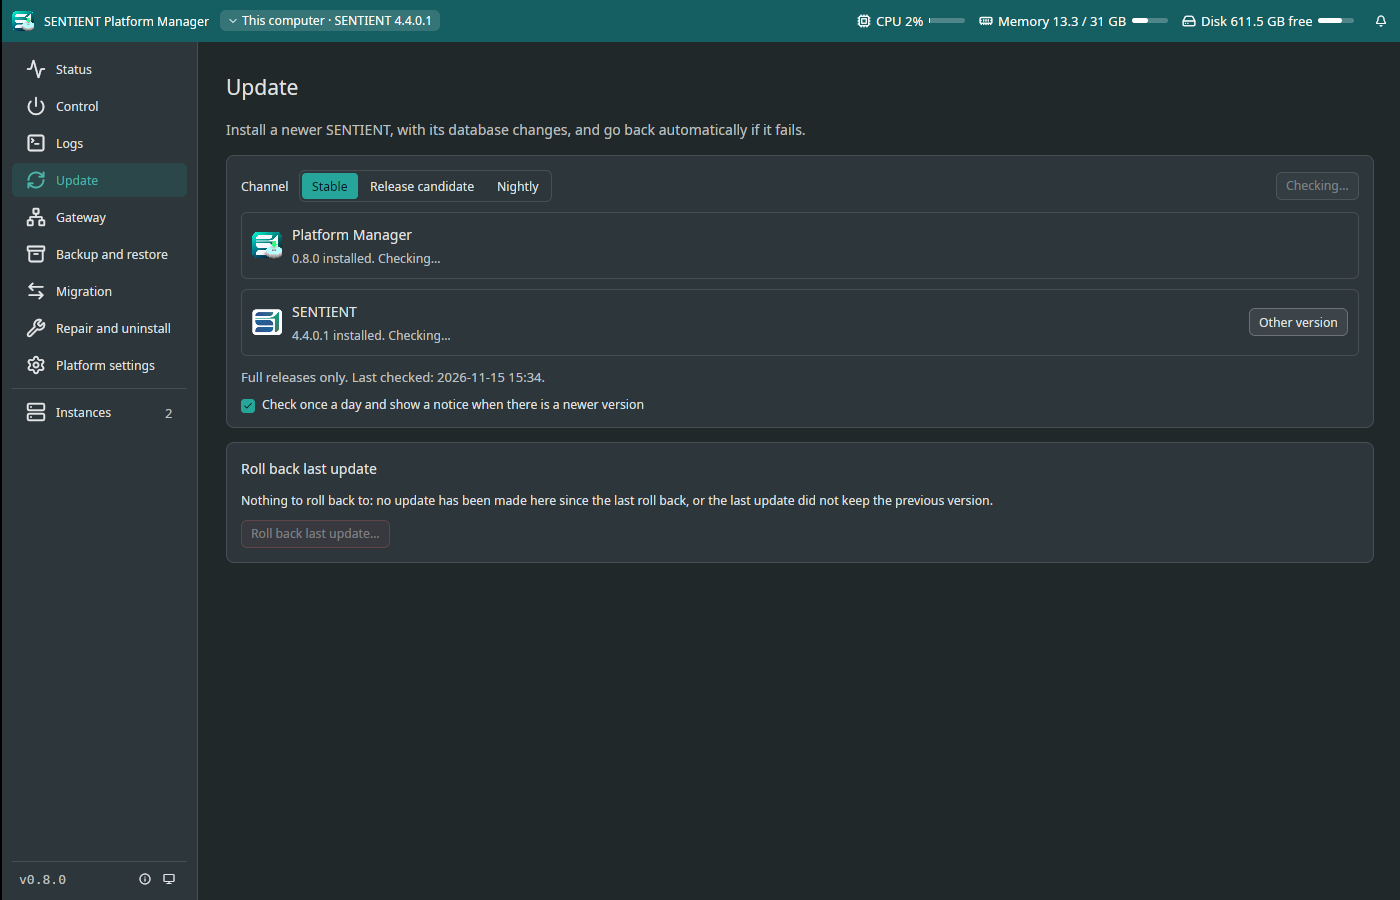 SENTIENT Platform Manager
This computer · SENTIENT 4.4.0.1
CPU 2%
Memory 13.3 / 31 GB
Disk 611.5 GB free
Status
Control
Logs
Update
Gateway
Backup and restore
Migration
Repair and uninstall
Platform settings
Instances 2
v0.8.0
Update
Install a newer SENTIENT, with its database changes, and go back automatically if it fails.
Channel Stable Release candidate Nightly Checking...
Platform Manager
0.8.0 installed. Checking...
SENTIENT
4.4.0.1 installed. Checking...
Other version
Full releases only. Last checked: 2026-11-15 15:34.
Check once a day and show a notice when there is a newer version
Roll back last update
Nothing to roll back to: no update has been made here since the last roll back, or the last update did not keep the previous version.
Roll back last update...